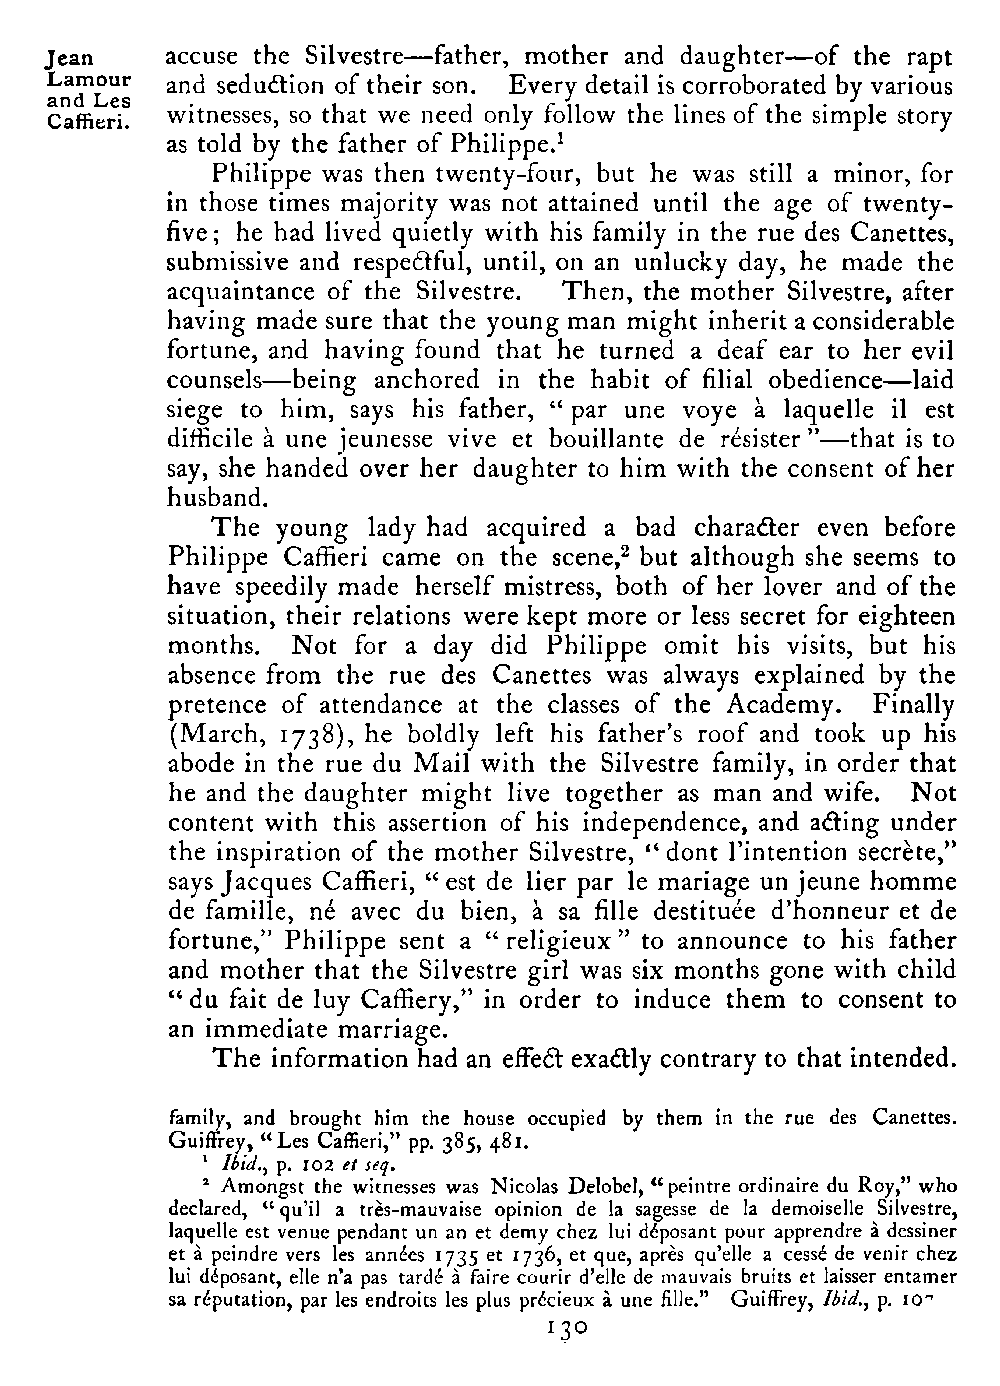 Jean
Lamour
and Les
Caffieri.
accuse the Silvestre—father, mother and daughter—of the rapt
and seduction of their son. Every detail is corroborated by various
witnesses, so that we need only follow the lines of the simple story
as told by the father of Philippe.¹
Philippe was then twenty-four, but he was still a minor, for
in those times majority was not attained until the age of twenty-
five; he had lived quietly with his family in the rue des Canettes,
submissive and respectful, until, on an unlucky day, he made the
acquaintance of the Silvestre. Then, the mother Silvestre, after
having made sure that the young man might inherit a considerable
fortune, and having found that he turned a deaf ear to her evil
counsels—being anchored in the habit of filial obedience—laid
siege to him, says his father, “par une voye à laquelle il est
difficile à une jeunesse vive et bouillante de résister”—that is to
say, she handed over her daughter to him with the consent of her
husband.
The young lady had acquired a bad character even before
Philippe Caffieri came on the scene,² but although she seems to
have speedily made herself mistress, both of her lover and of the
situation, their relations were kept more or less secret for eighteen
months. Not for a day did Philippe omit his visits, but his
absence from the rue des Canettes was always explained by the
pretence of attendance at the classes of the Academy. Finally
(March, 1738), he boldly left his father's roof and took up his
abode in the rue du Mail with the Silvestre family, in order that
he and the daughter might live together as man and wife. Not
content with this assertion of his independence, and acting under
the inspiration of the mother Silvestre, “dont l'intention secrète,”
says Jacques Caffieri, “est de lier par le mariage un jeune homme
de famille, né avec du bien, à sa fille destituée d'honneur et de
fortune,” Philippe sent a “religieux” to announce to his father
and mother that the Silvestre girl was six months gone with child
“du fait de luy Caffiery,” in order to induce them to consent to
an immediate marriage.
The information had an effect exactly contrary to that intended.
family, and brought him the house occupied by them in the rue des Canettes.
Guiffrey, “Les Caffieri,” pp. 385, 481.
¹ Ibid., p. 102 et seq.
² Amongst the witnesses was Nicolas Delobel, “peintre ordinaire du Roy,” who
declared, “qu'il a très-mauvaise opinion de la sagesse de la demoiselle Silvestre,
laquelle est venue pendant un an et demy chez lui déposant pour apprendre à dessiner
et à peindre vers les années 1735 et 1736, et que, après qu'elle a cessé de venir chez
lui déposant, elle n'a pas tardé à faire courir d'elle de mauvais bruits et laisser entamer
sa réputation, par les endroits les plus précieux à une fille.” Guiffrey, Ibid., p.
130